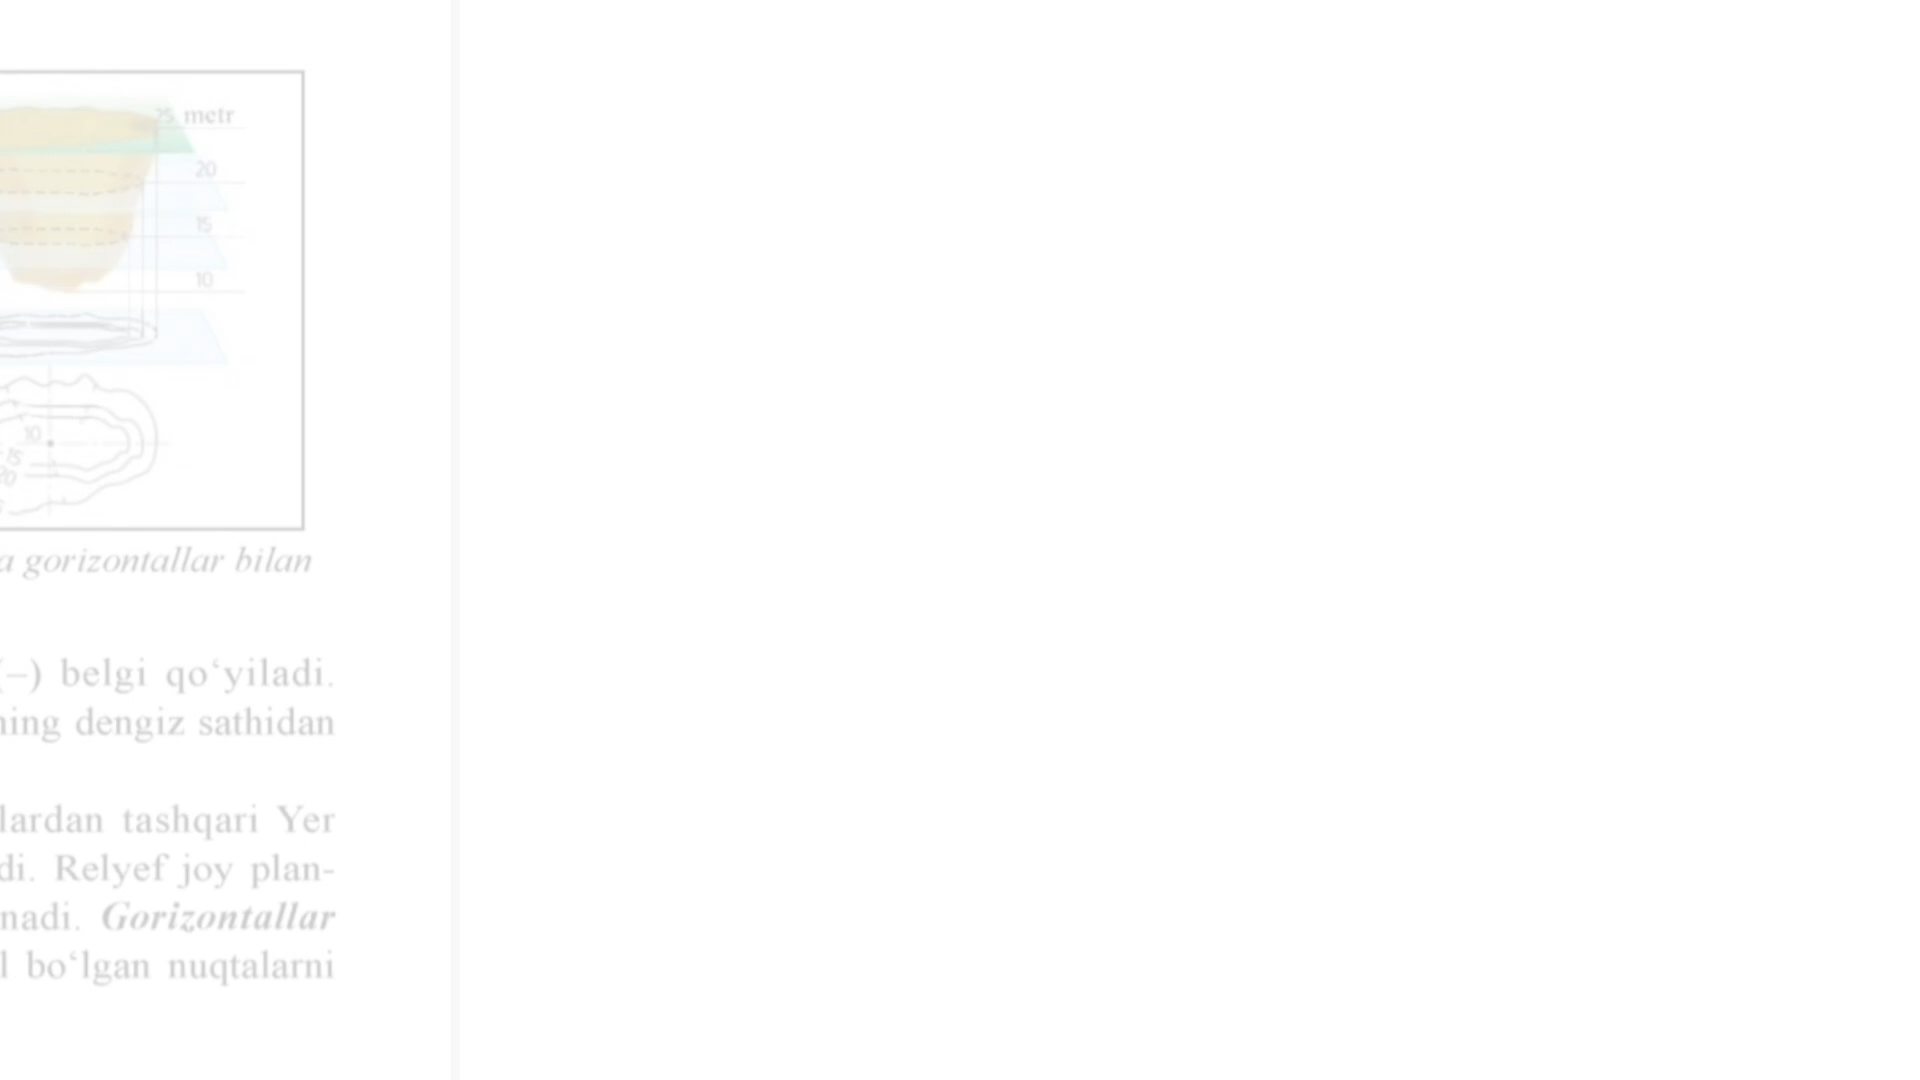 25 metr
20
15
10
10
15
20
a gorizontallar bilan
(–) belgi qo‘yiladi.
ning dengiz sathidan
lardan tashqari Yer
di. Relyef joy plan-
nadi. Gorizontallar
l bo‘lgan nuqtalarni